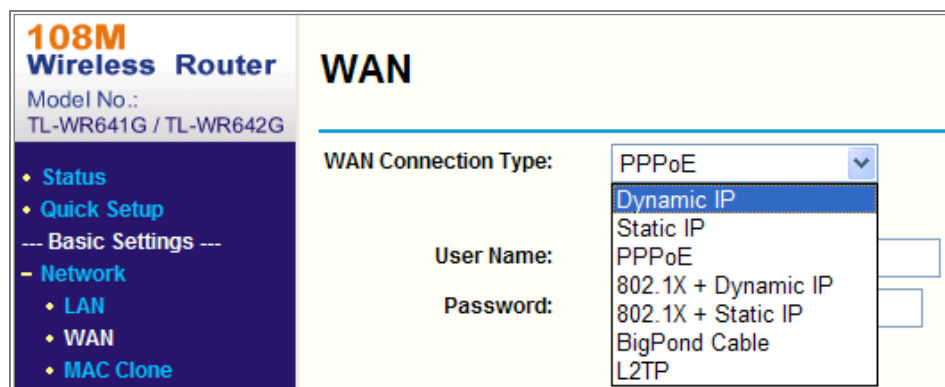 108M
Wireless Router
Model No.:
TL-WR641G / TL-WR642G
Status
Quick Setup
--- Basic Settings ---
Network
LAN
WAN
MAC Clone
WAN
WAN Connection Type:
PPPoE
Dynamic IP
Static IP
PPPoE
802.1X + Dynamic IP
802.1X + Static IP
BigPond Cable
L2TP
User Name:
Password: